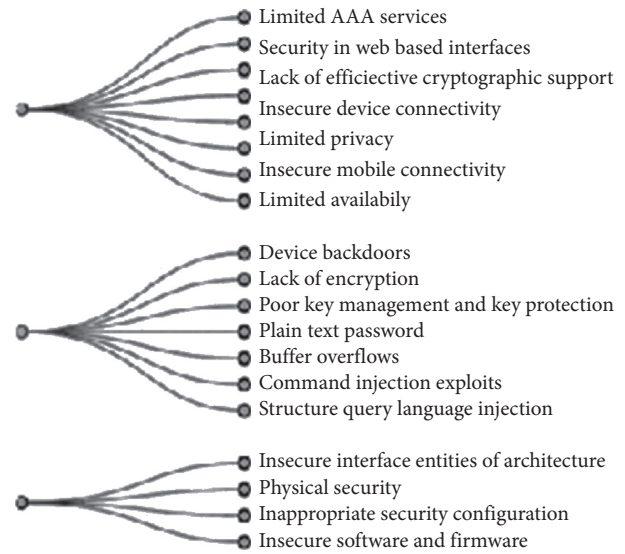 Limited AAA services
Security in web based interfaces
Lack of efficiective cryptographic support
Insecure device connectivity
Limited privacy
Insecure mobile connectivity
Limited availabily
Device backdoors
Lack of encryption
Poor key management and key protection
Plain text password
Buffer overflows
Command injection exploits
Structure query language injection
Insecure interface entities of architecture
Physical security
Inappropriate security configuration
Insecure software and firmware